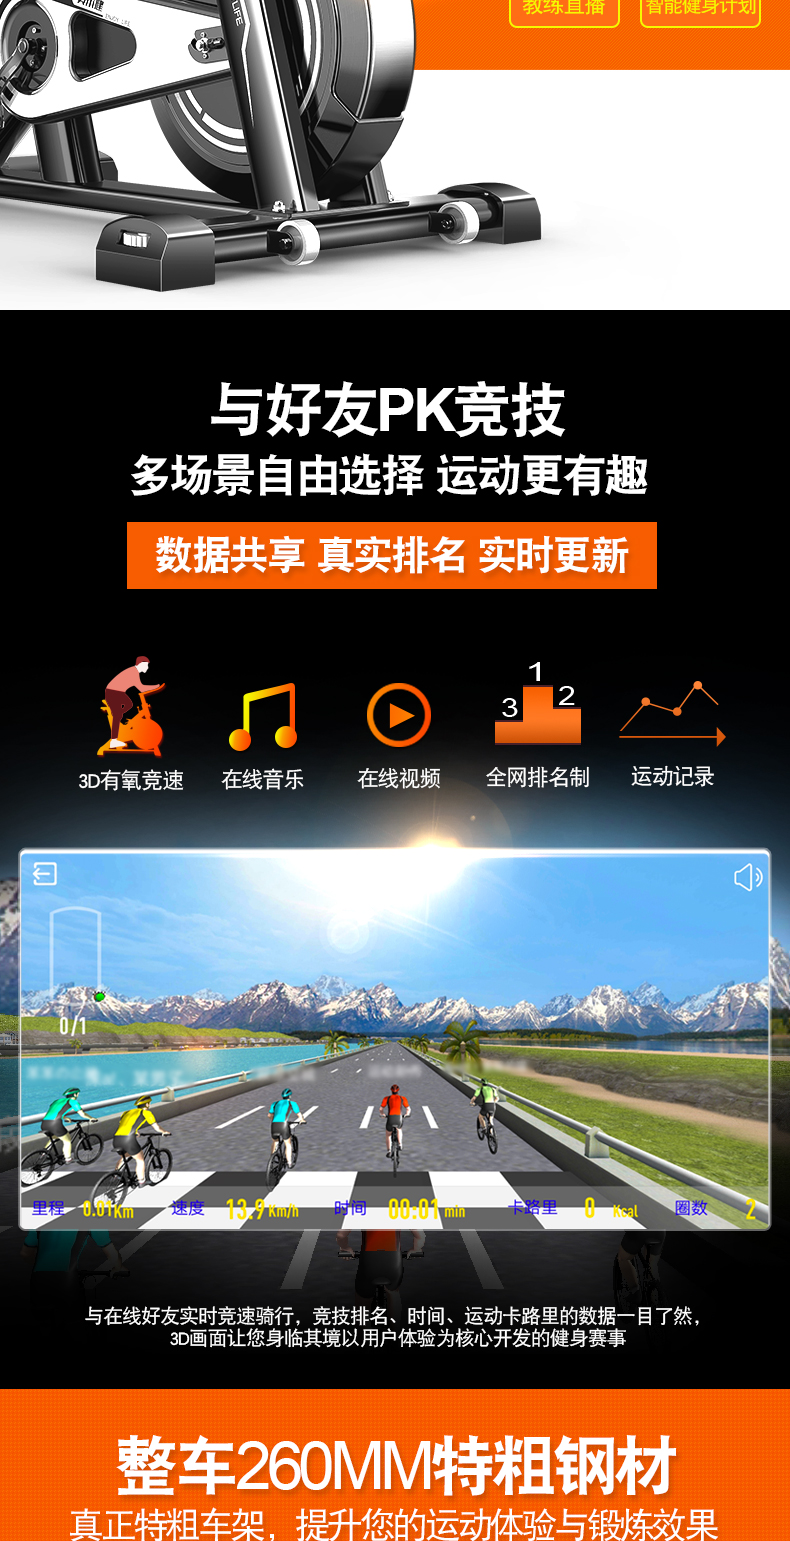 教练直播 智能健身计划
ENJOY LIFE
LIFE
与好友PK竞技
多场景自由选择 运动更有趣
数据共享 真实排名 实时更新
1
3 2
3D有氧竞速 在线音乐 在线视频 全网排名制 运动记录
0/1
里程 0.01Km 速度 13.9Km/h 时间 00:01min 卡路里 0 Kcal 圈数 2
与在线好友实时竞速骑行，竞技排名、时间、运动卡路里的数据一目了然，
3D画面让您身临其境以用户体验为核心开发的健身赛事
整车260MM特粗钢材
真正特粗车架，提升您的运动体验与锻炼效果